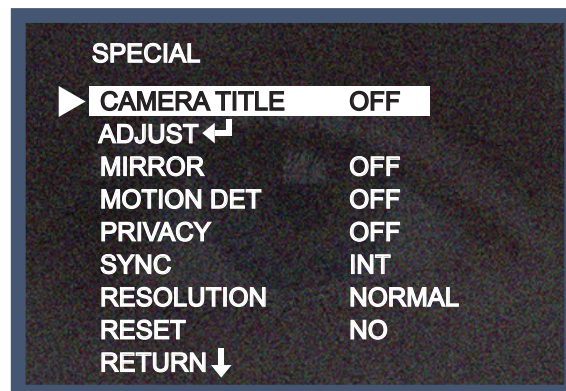 SPECIAL
CAMERA TITLE OFF
ADJUST
MIRROR OFF
MOTION DET OFF
PRIVACY OFF
SYNC INT
RESOLUTION NORMAL
RESET NO
RETURN